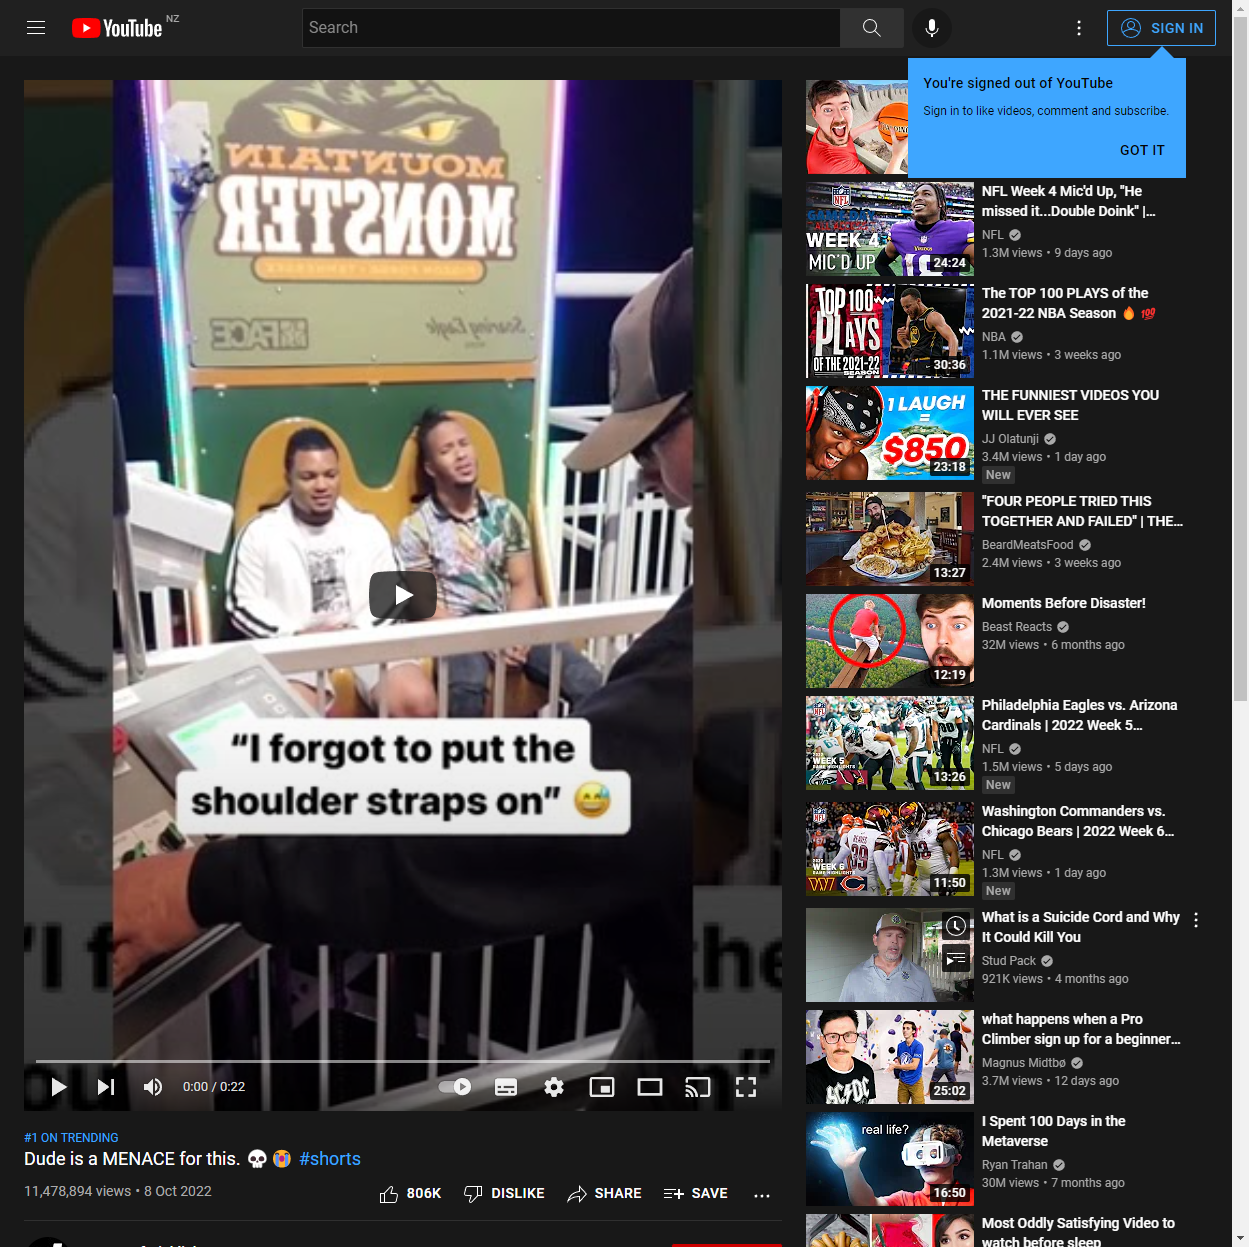 YouTube NZ
Search
SIGN IN
You're signed out of YouTube
Sign in to like videos, comment and subscribe.
GOT IT
MOUNTAIN
MONSTER
"I forgot to put the
shoulder straps on" 😅
0:00 / 0:22
#1 ON TRENDING
Dude is a MENACE for this. 💀😭 #shorts
11,478,894 views • 8 Oct 2022
806K
DISLIKE
SHARE
SAVE
NFL
GAME DAY
ALL ACCESS
WEEK 4
MIC'D UP
24:24
NFL Week 4 Mic'd Up, "He
missed it...Double Doink" |...
NFL
1.3M views • 9 days ago
TOP 100
PLAYS
OF THE 2021-22
SEASON
30:36
The TOP 100 PLAYS of the
2021-22 NBA Season 🔥 💯
NBA
1.1M views • 3 weeks ago
1 LAUGH
=
$850
23:18
THE FUNNIEST VIDEOS YOU
WILL EVER SEE
JJ Olatunji
3.4M views • 1 day ago
New
13:27
"FOUR PEOPLE TRIED THIS
TOGETHER AND FAILED" | THE...
BeardMeatsFood
2.4M views • 3 weeks ago
12:19
Moments Before Disaster!
Beast Reacts
32M views • 6 months ago
NFL
WEEK 5
13:26
Philadelphia Eagles vs. Arizona
Cardinals | 2022 Week 5...
NFL
1.5M views • 5 days ago
New
NFL
WEEK 6
11:50
Washington Commanders vs.
Chicago Bears | 2022 Week 6...
NFL
1.3M views • 1 day ago
New
What is a Suicide Cord and Why
It Could Kill You
Stud Pack
921K views • 4 months ago
25:02
what happens when a Pro
Climber sign up for a beginner...
Magnus Midtbø
3.7M views • 12 days ago
real life?
16:50
I Spent 100 Days in the
Metaverse
Ryan Trahan
30M views • 7 months ago
Most Oddly Satisfying Video to
watch before sleep